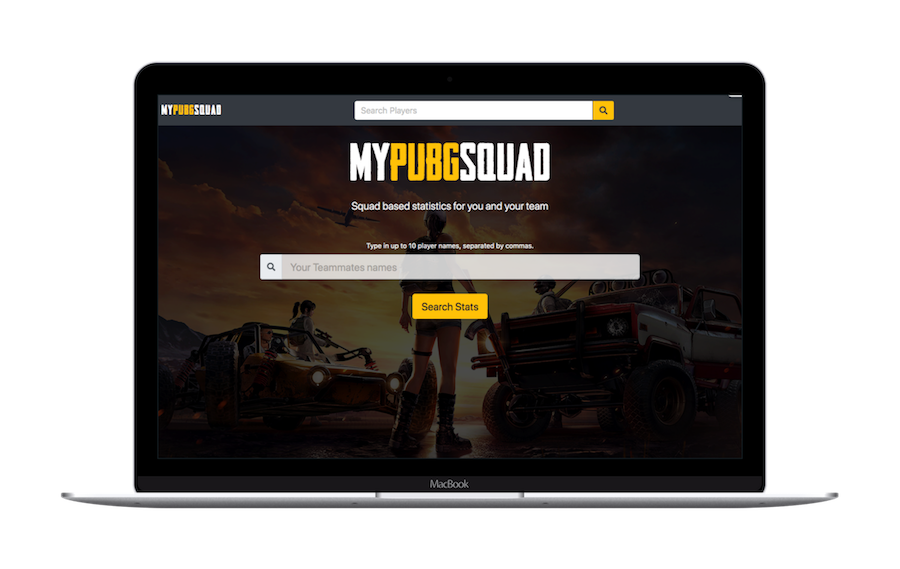 MYPUBGSQUAD
Search Players
MYPUBGSQUAD
Squad based statistics for you and your team
Type in up to 10 player names, separated by commas.
Your Teammates names
Search Stats
MacBook